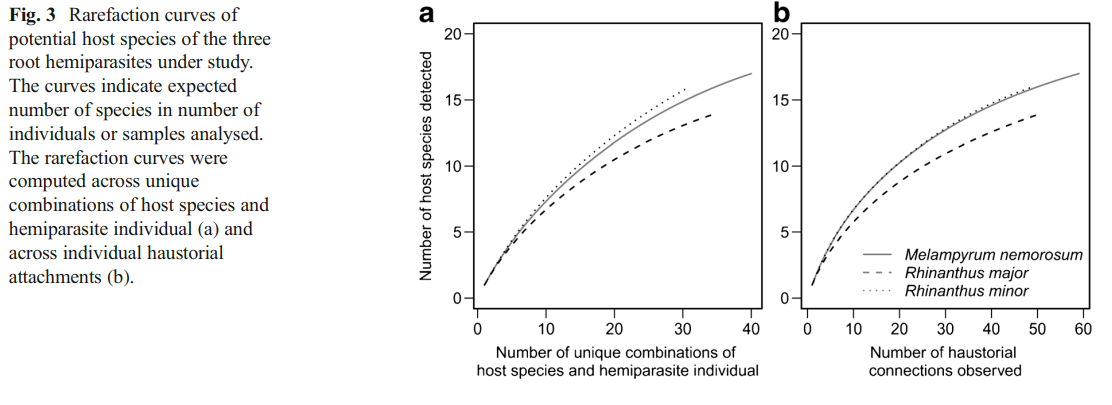 Fig. 3 Rarefaction curves of
potential host species of the three
root hemiparasites under study.
The curves indicate expected
number of species in number of
individuals or samples analysed.
The rarefaction curves were
computed across unique
combinations of host species and
hemiparasite individual (a) and
across individual haustorial
attachments (b).
a
Number of host species detected
20
15
10
5
0
0 10 20 30 40
Number of unique combinations of
host species and hemiparasite individual
b
20
15
10
5
0
Melampyrum nemorosum
Rhinanthus major
Rhinanthus minor
0 10 20 30 40 50 60
Number of haustorial
connections observed